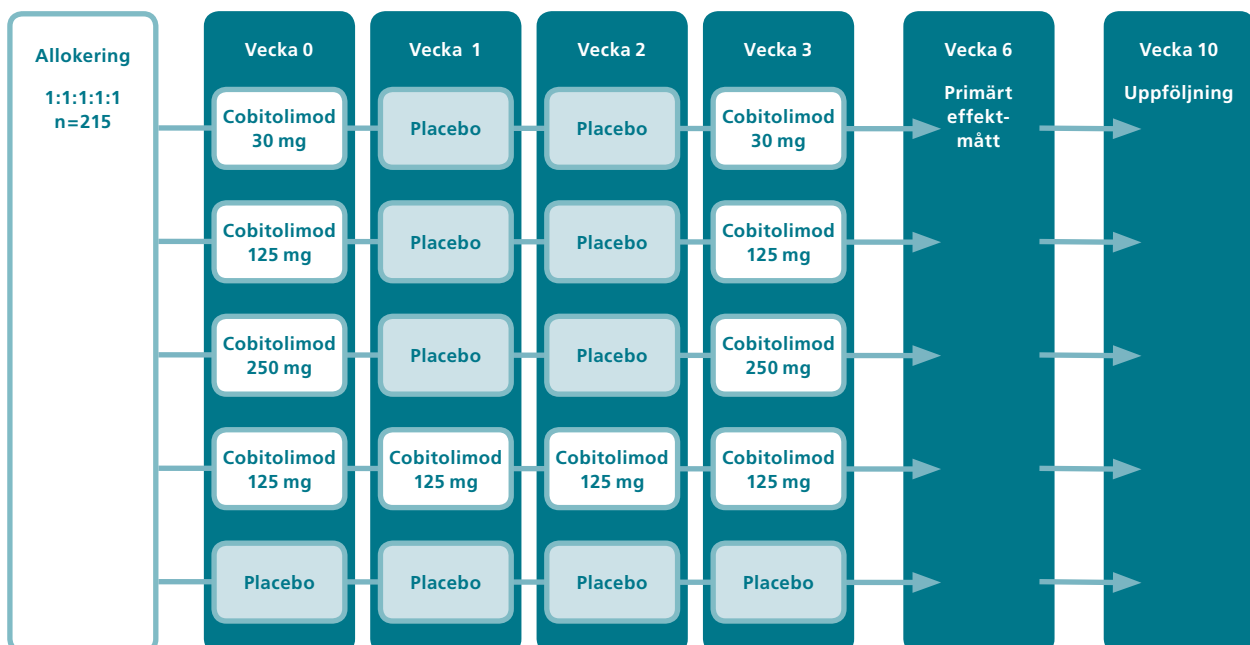 Allokering
1:1:1:1:1
n=215
Vecka 0
Vecka 1
Vecka 2
Vecka 3
Vecka 6
Primärt
effekt-
mått
Vecka 10
Uppföljning
Cobitolimod
30 mg
Placebo
Placebo
Cobitolimod
30 mg
Cobitolimod
125 mg
Placebo
Placebo
Cobitolimod
125 mg
Cobitolimod
250 mg
Placebo
Placebo
Cobitolimod
250 mg
Cobitolimod
125 mg
Cobitolimod
125 mg
Cobitolimod
125 mg
Cobitolimod
125 mg
Placebo
Placebo
Placebo
Placebo